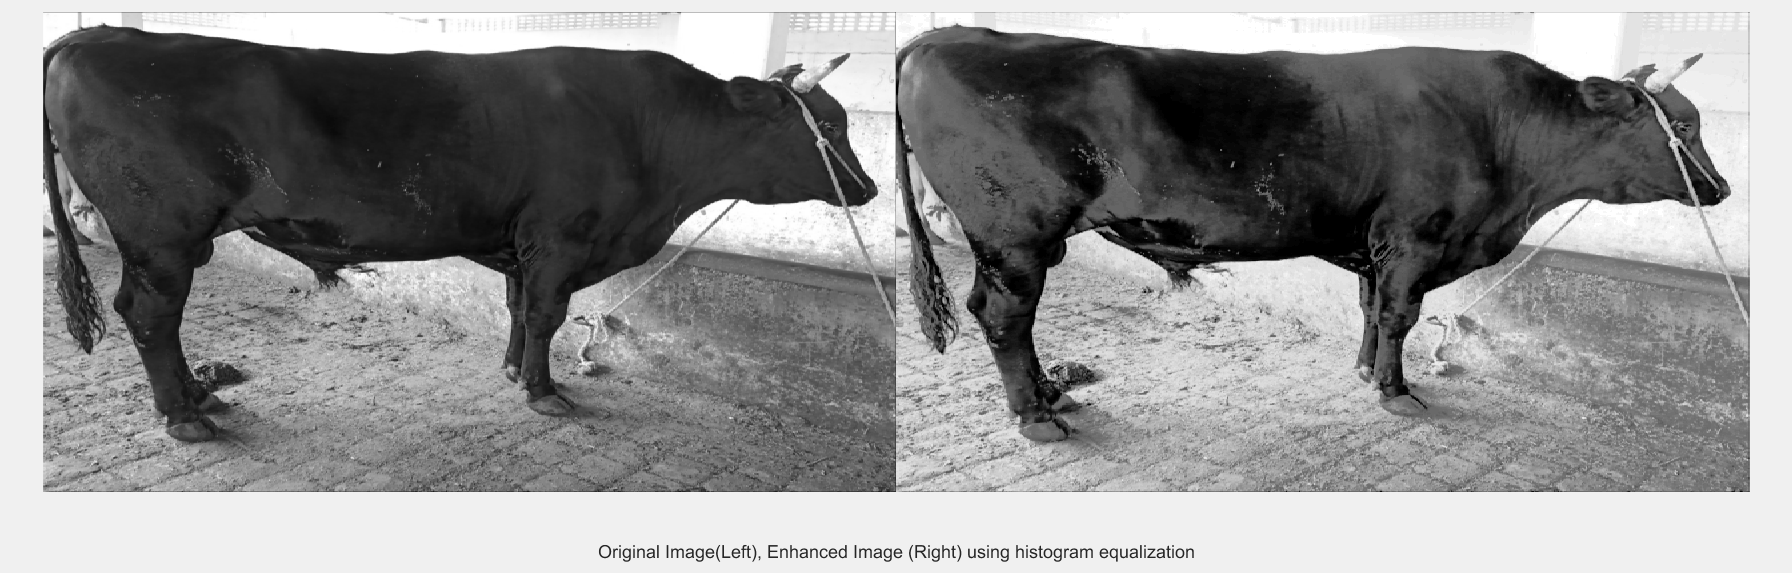 Original Image(Left), Enhanced Image (Right) using histogram equalization